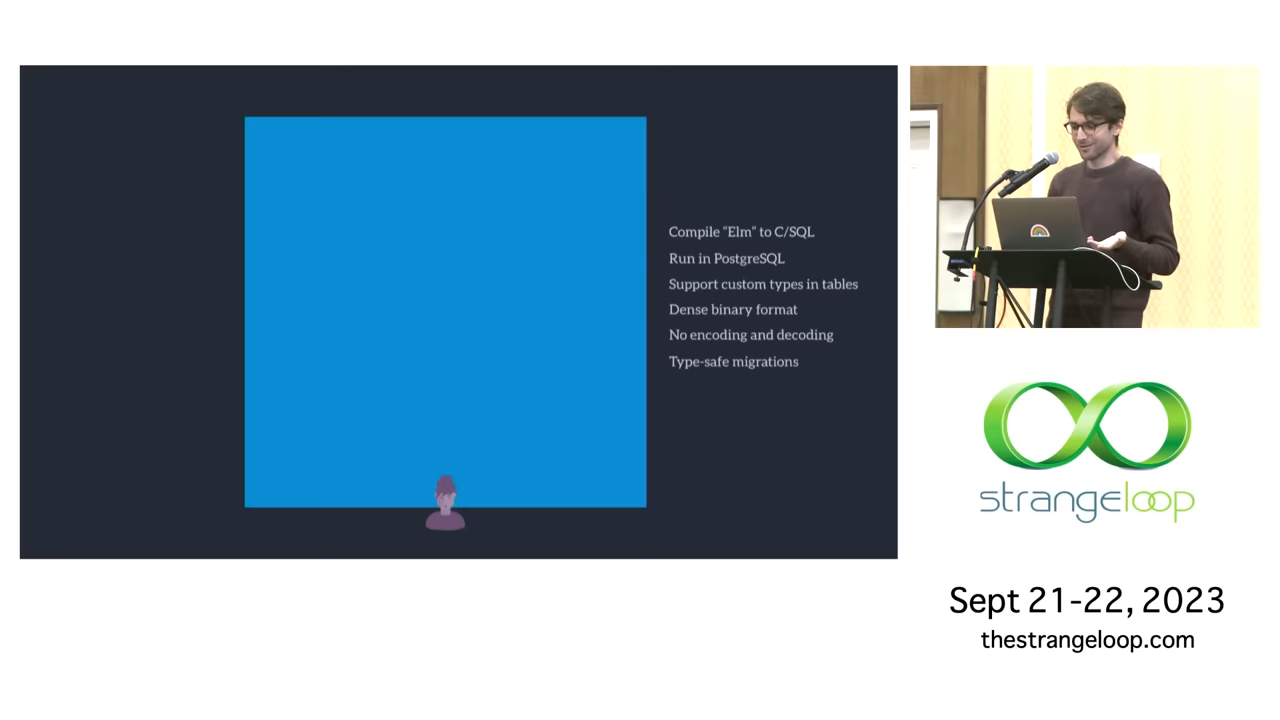 Compile “Elm” to C/SQL
Run in PostgreSQL
Support custom types in tables
Dense binary format
No encoding and decoding
Type-safe migrations
strangeloop
Sept 21-22, 2023
thestrangeloop.com